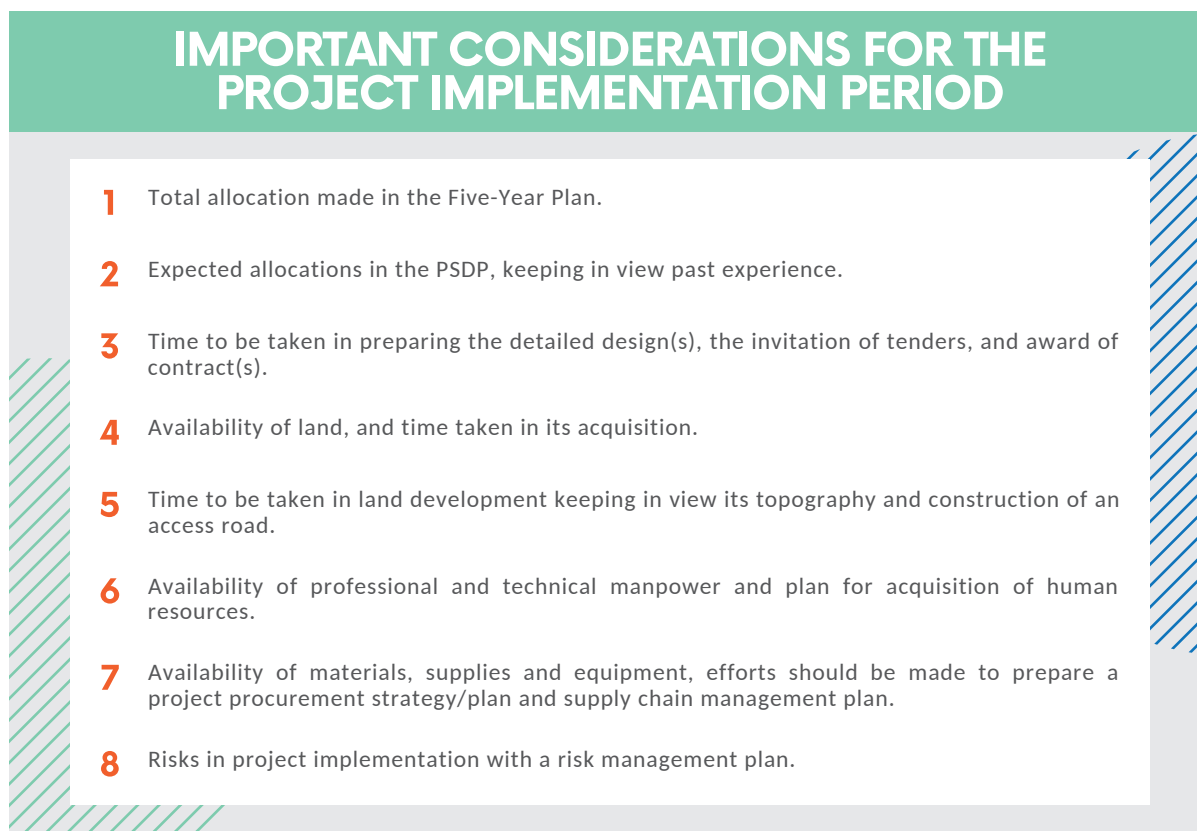 IMPORTANT CONSIDERATIONS FOR THE
PROJECT IMPLEMENTATION PERIOD
1 Total allocation made in the Five-Year Plan.
2 Expected allocations in the PSDP, keeping in view past experience.
3 Time to be taken in preparing the detailed design(s), the invitation of tenders, and award of
contract(s).
4 Availability of land, and time taken in its acquisition.
5 Time to be taken in land development keeping in view its topography and construction of an
access road.
6 Availability of professional and technical manpower and plan for acquisition of human
resources.
7 Availability of materials, supplies and equipment, efforts should be made to prepare a
project procurement strategy/plan and supply chain management plan.
8 Risks in project implementation with a risk management plan.